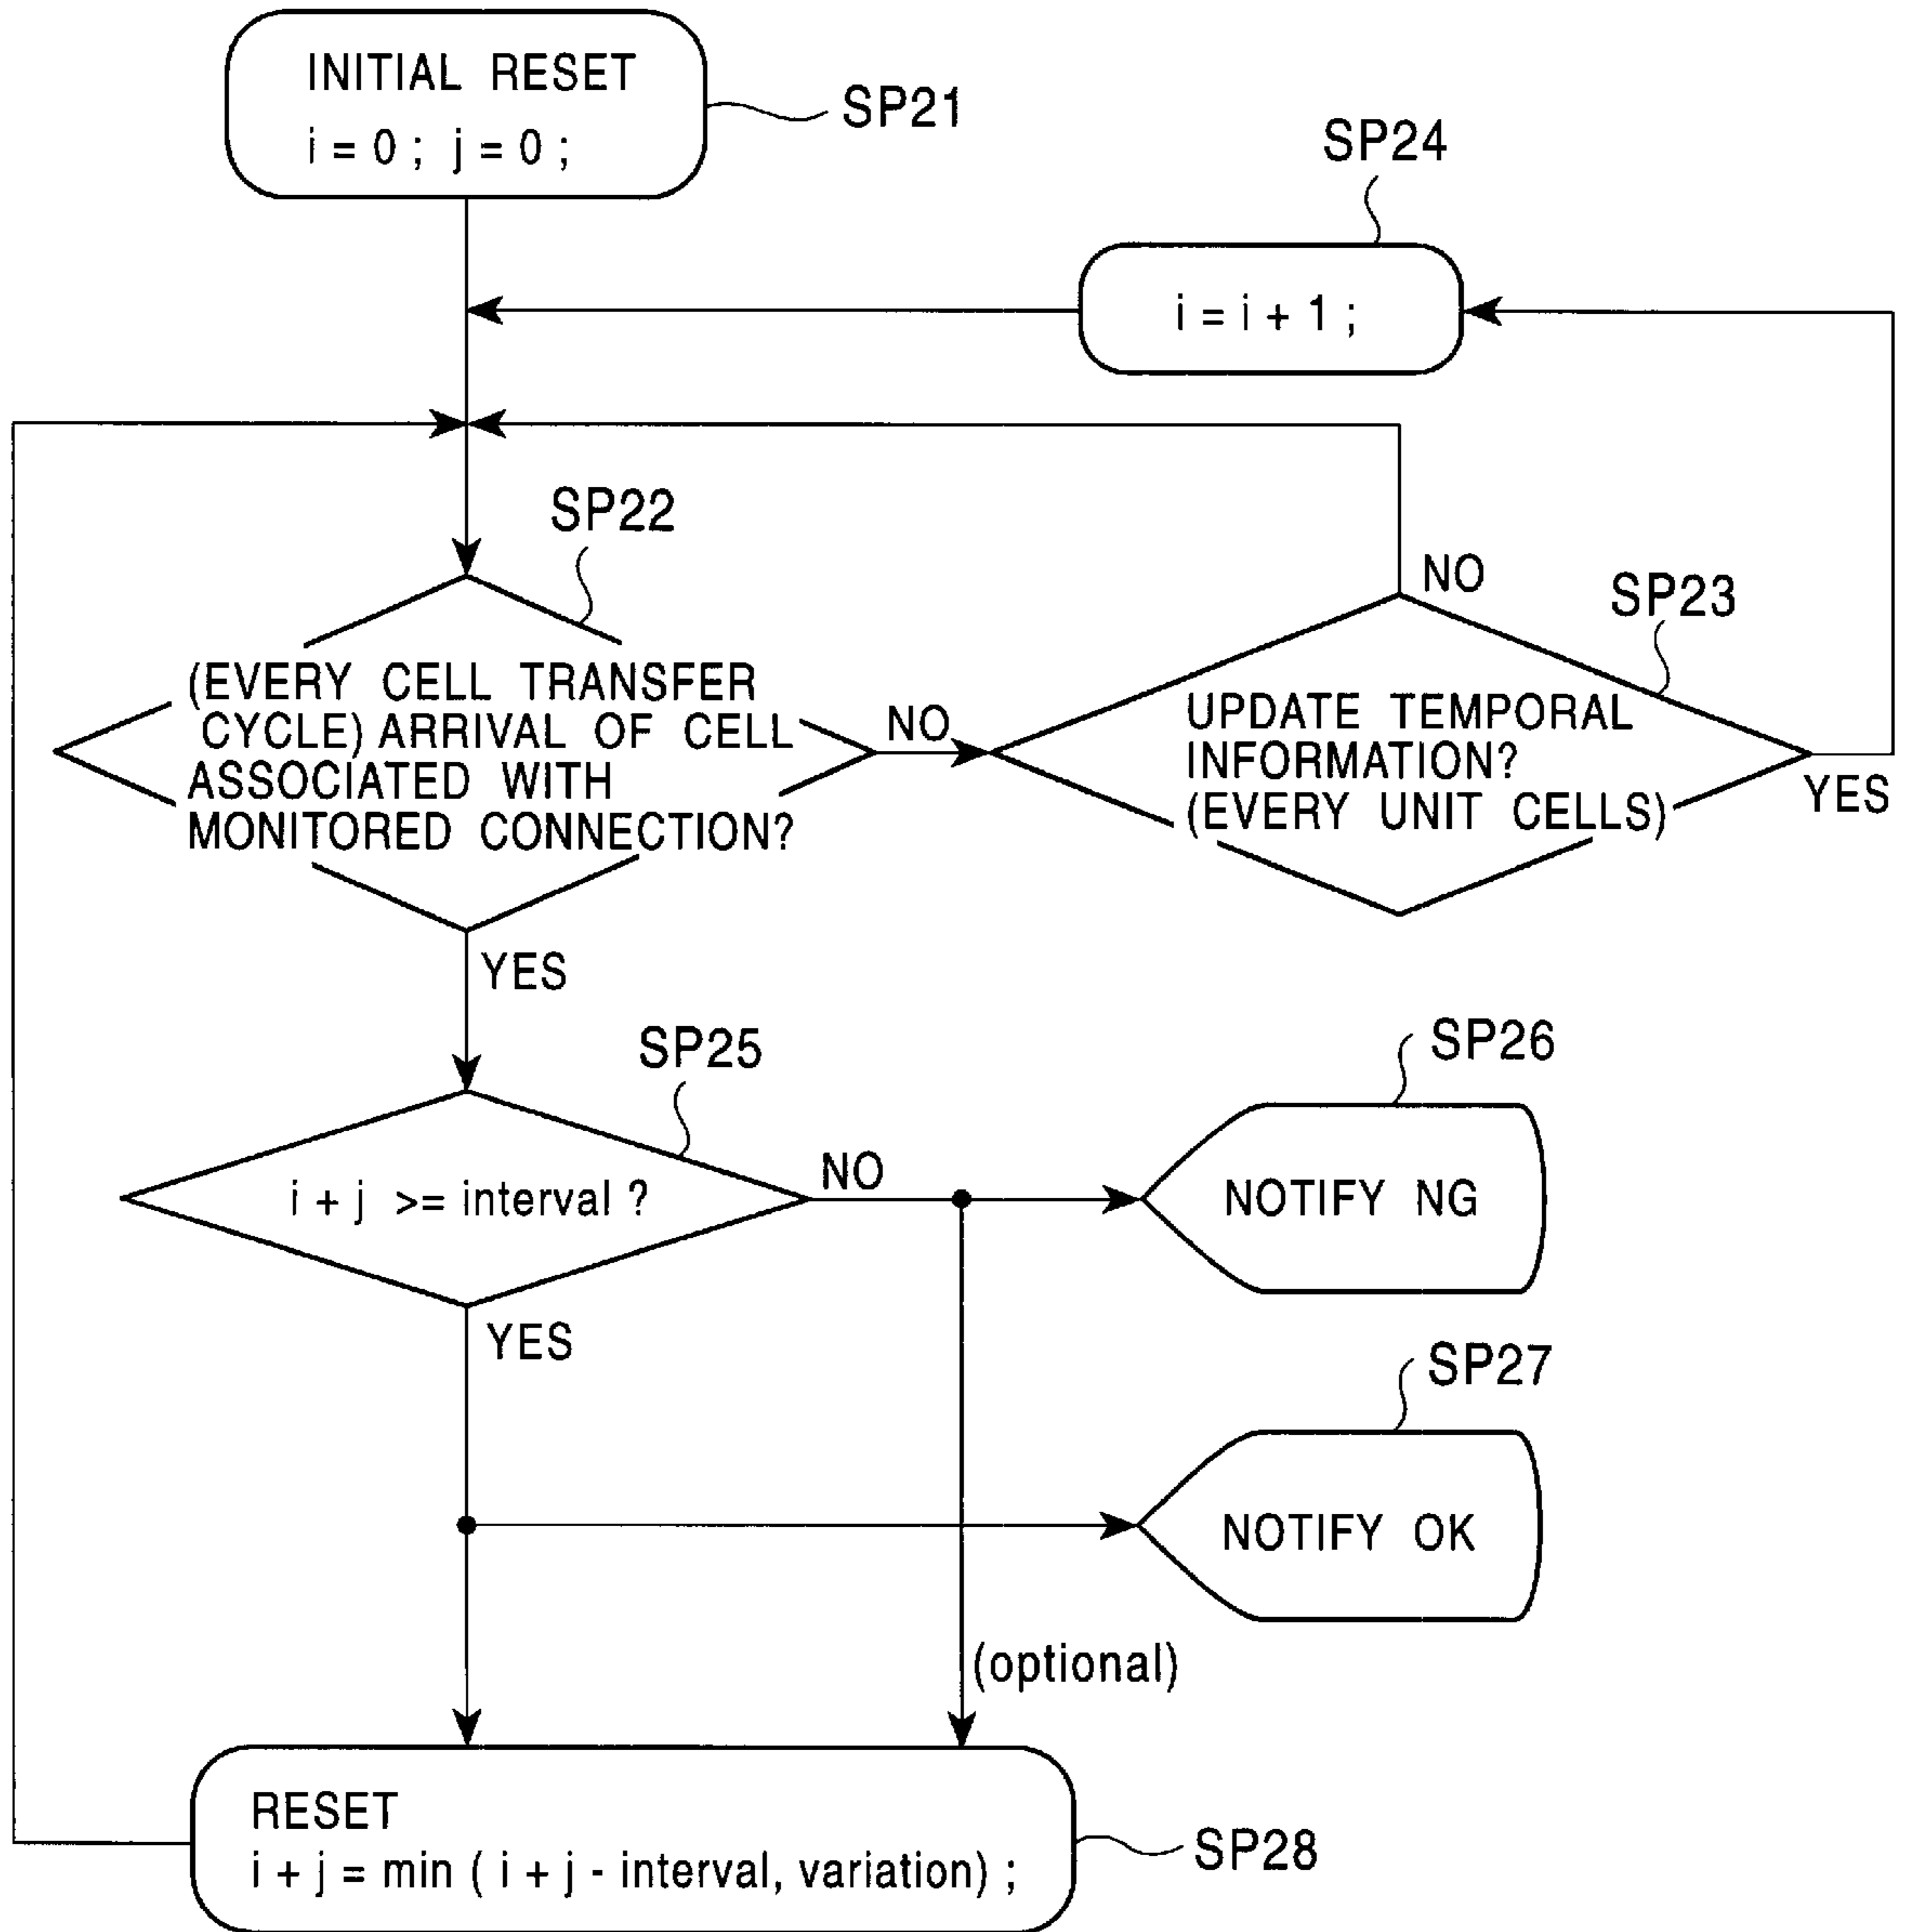 INITIAL RESET
i = 0 ; j = 0 ;
SP21
SP24
i = i + 1 ;
SP22
(EVERY CELL TRANSFER
CYCLE) ARRIVAL OF CELL
ASSOCIATED WITH
MONITORED CONNECTION?
NO
YES
NO
SP23
UPDATE TEMPORAL
INFORMATION?
(EVERY UNIT CELLS)
YES
SP25
i + j >= interval ?
NO
YES
SP26
NOTIFY NG
SP27
NOTIFY OK
(optional)
RESET
i + j = min ( i + j - interval, variation) ;
SP28